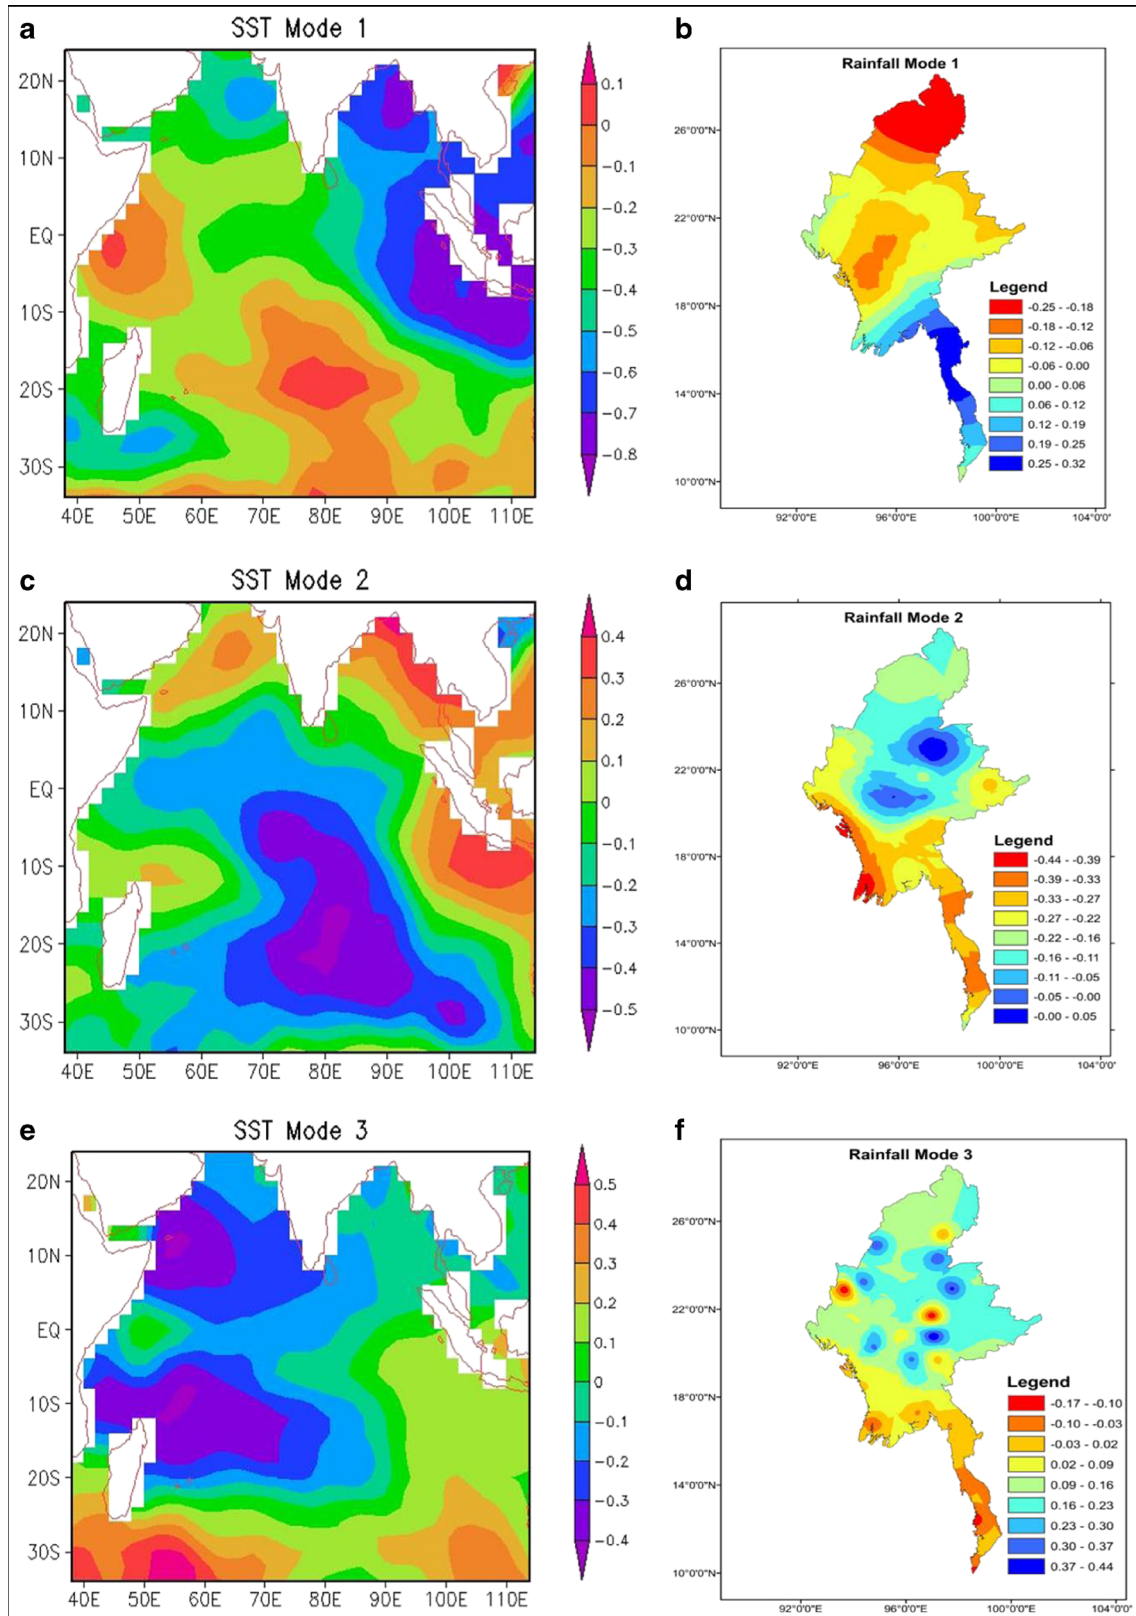 a
SST Mode 1
20N
10N
EQ
10S
20S
30S
40E 50E 60E 70E 80E 90E 100E 110E
0.1
0
-0.1
-0.2
-0.3
-0.4
-0.5
-0.6
-0.7
-0.8
b
Rainfall Mode 1
26°0'0"N
22°0'0"N
18°0'0"N
14°0'0"N
10°0'0"N
92°0'0"E 96°0'0"E 100°0'0"E 104°0'0"
Legend
-0.25 - -0.18
-0.18 - -0.12
-0.12 - -0.06
-0.06 - 0.00
0.00 - 0.06
0.06 - 0.12
0.12 - 0.19
0.19 - 0.25
0.25 - 0.32
c
SST Mode 2
20N
10N
EQ
10S
20S
30S
40E 50E 60E 70E 80E 90E 100E 110E
0.4
0.3
0.2
0.1
0
-0.1
-0.2
-0.3
-0.4
-0.5
d
Rainfall Mode 2
26°0'0"N
22°0'0"N
18°0'0"N
14°0'0"N
10°0'0"N
92°0'0"E 96°0'0"E 100°0'0"E 104°0'0"E
Legend
-0.44 - -0.39
-0.39 - -0.33
-0.33 - -0.27
-0.27 - -0.22
-0.22 - -0.16
-0.16 - -0.11
-0.11 - -0.05
-0.05 - -0.00
-0.00 - 0.05
e
SST Mode 3
20N
10N
EQ
10S
20S
30S
40E 50E 60E 70E 80E 90E 100E 110E
0.5
0.4
0.3
0.2
0.1
0
-0.1
-0.2
-0.3
-0.4
f
Rainfall Mode 3
26°0'0"N
22°0'0"N
18°0'0"N
14°0'0"N
10°0'0"N
92°0'0"E 96°0'0"E 100°0'0"E 104°0'0"E
Legend
-0.17 - -0.10
-0.10 - -0.03
-0.03 - 0.02
0.02 - 0.09
0.09 - 0.16
0.16 - 0.23
0.23 - 0.30
0.30 - 0.37
0.37 - 0.44